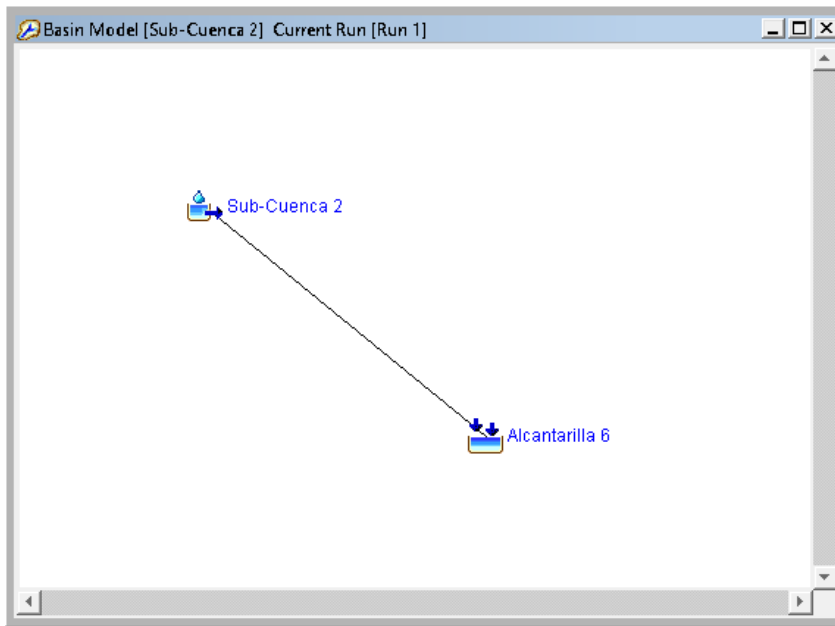 Basin Model [Sub-Cuenca 2] Current Run [Run 1]
Sub-Cuenca 2
Alcantarilla 6